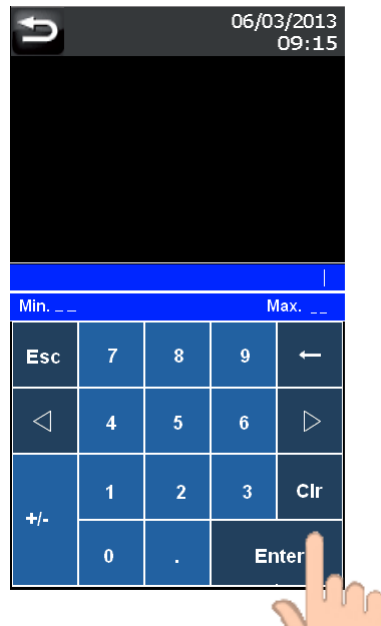 06/03/2013
09:15
Min. _ _ Max. _ _
Esc 7 8 9 ←
◁ 4 5 6 ▷
+/- 1 2 3 Clr
0 . Enter